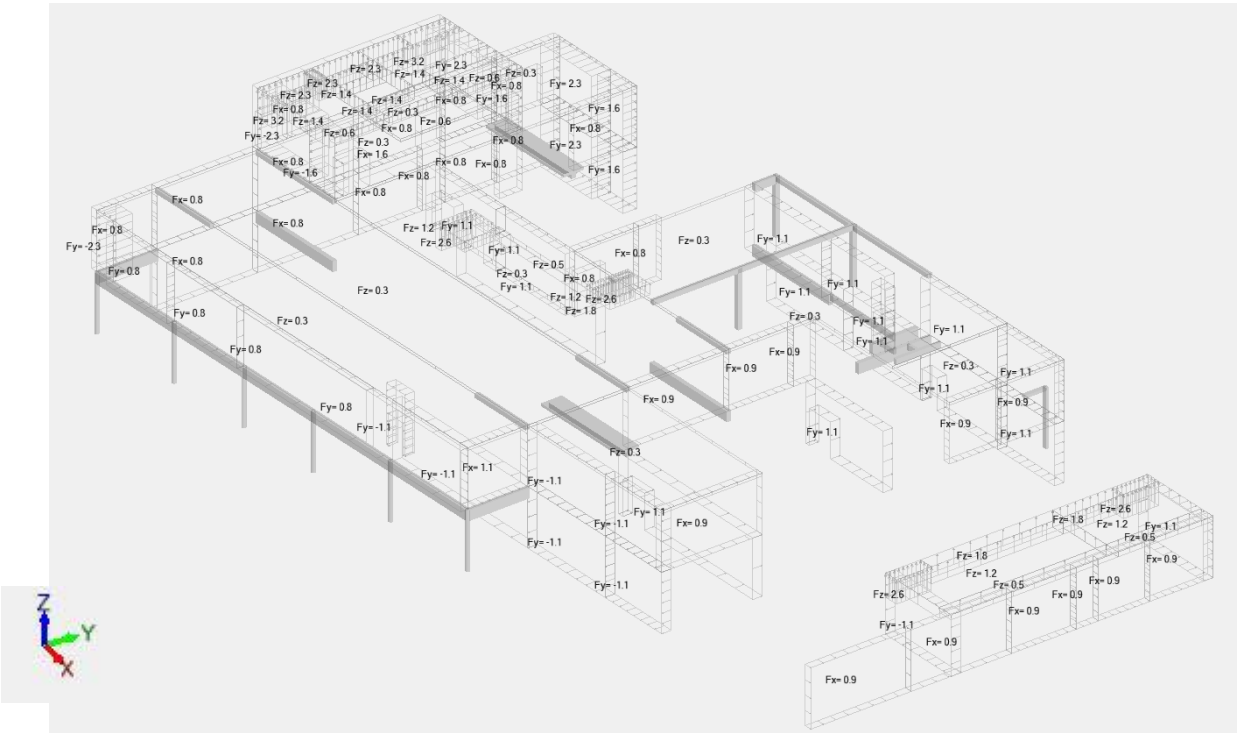 Fz= 3.2
Fy= 2.3
Fz= 2.3
Fz= 1.4
Fz= 0.3
Fz= 1.4
Fz= 0.6
Fx= 0.8
Fy= 2.3
Fz= 2.3
Fz= 2.3
Fz= 1.4
Fz= 1.4
Fx= 0.8
Fy= 1.6
Fx= 0.8
Fz= 1.4
Fz= 0.3
Fy= 1.6
Fz= 3.2
Fz= 1.4
Fz= 0.6
Fx= 0.8
Fx= 0.8
Fy= -2.3
Fz= 0.6
Fz= 0.3
Fx= 0.8
Fy= 2.3
Fx= 1.6
Fx= 0.8
Fy= -1.6
Fx= 0.8
Fx= 0.8
Fy= 1.6
Fx= 0.8
Fx= 0.8
Fx= 0.8
Fx= 0.8
Fx= 0.8
Fz= 1.2
Fy= 1.1
Fy= -2.3
Fz= 2.6
Fy= 1.1
Fx= 0.8
Fz= 0.3
Fy= 1.1
Fx= 0.8
Fy= 0.8
Fz= 0.5
Fz= 0.3
Fx= 0.8
Fy= 1.1
Fz= 0.3
Fz= 1.2
Fz= 2.6
Fz= 1.8
Fy= 1.1
Fy= 1.1
Fy= 0.8
Fz= 0.3
Fz= 0.3
Fy= 1.1
Fy= 1.1
Fy= 1.1
Fy= 0.8
Fx= 0.9
Fx= 0.9
Fz= 0.3
Fy= 1.1
Fy= 0.8
Fx= 0.9
Fy= 1.1
Fx= 0.9
Fy= -1.1
Fy= 1.1
Fx= 0.9
Fy= 1.1
Fz= 0.3
Fy= -1.1
Fx= 1.1
Fy= -1.1
Fy= 1.1
Fx= 0.9
Fy= -1.1
Fy= -1.1
Fy= -1.1
Fz= 2.6
Fz= 1.8
Fz= 1.2
Fy= 1.1
Fz= 0.5
Fz= 1.8
Fx= 0.9
Fz= 1.2
Fz= 0.5
Fx= 0.9
Fz= 2.6
Fx= 0.9
Fx= 0.9
Fy= -1.1
Fx= 0.9
Fx= 0.9
Z
Y
X